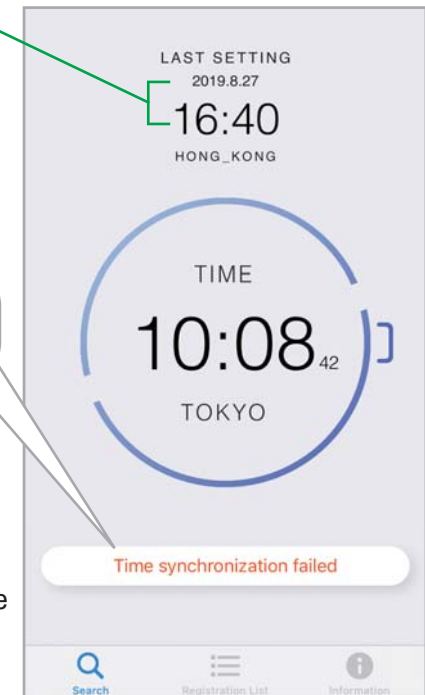 LAST SETTING
2019.8.27
16:40
HONG_KONG
TIME
10:08 42
TOKYO
Time synchronization failed
e
Search Registration List Information